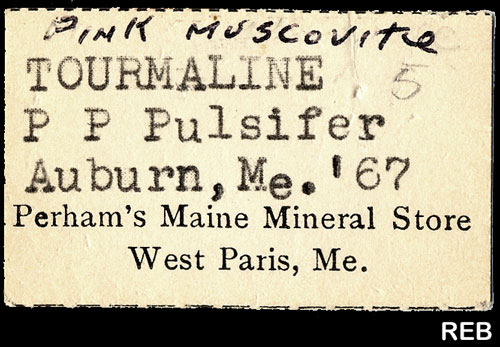 PINK MUSCOVITE
TOURMALINE 5
P P Pulsifer
Auburn, Me. '67
Perham's Maine Mineral Store
West Paris, Me.
REB